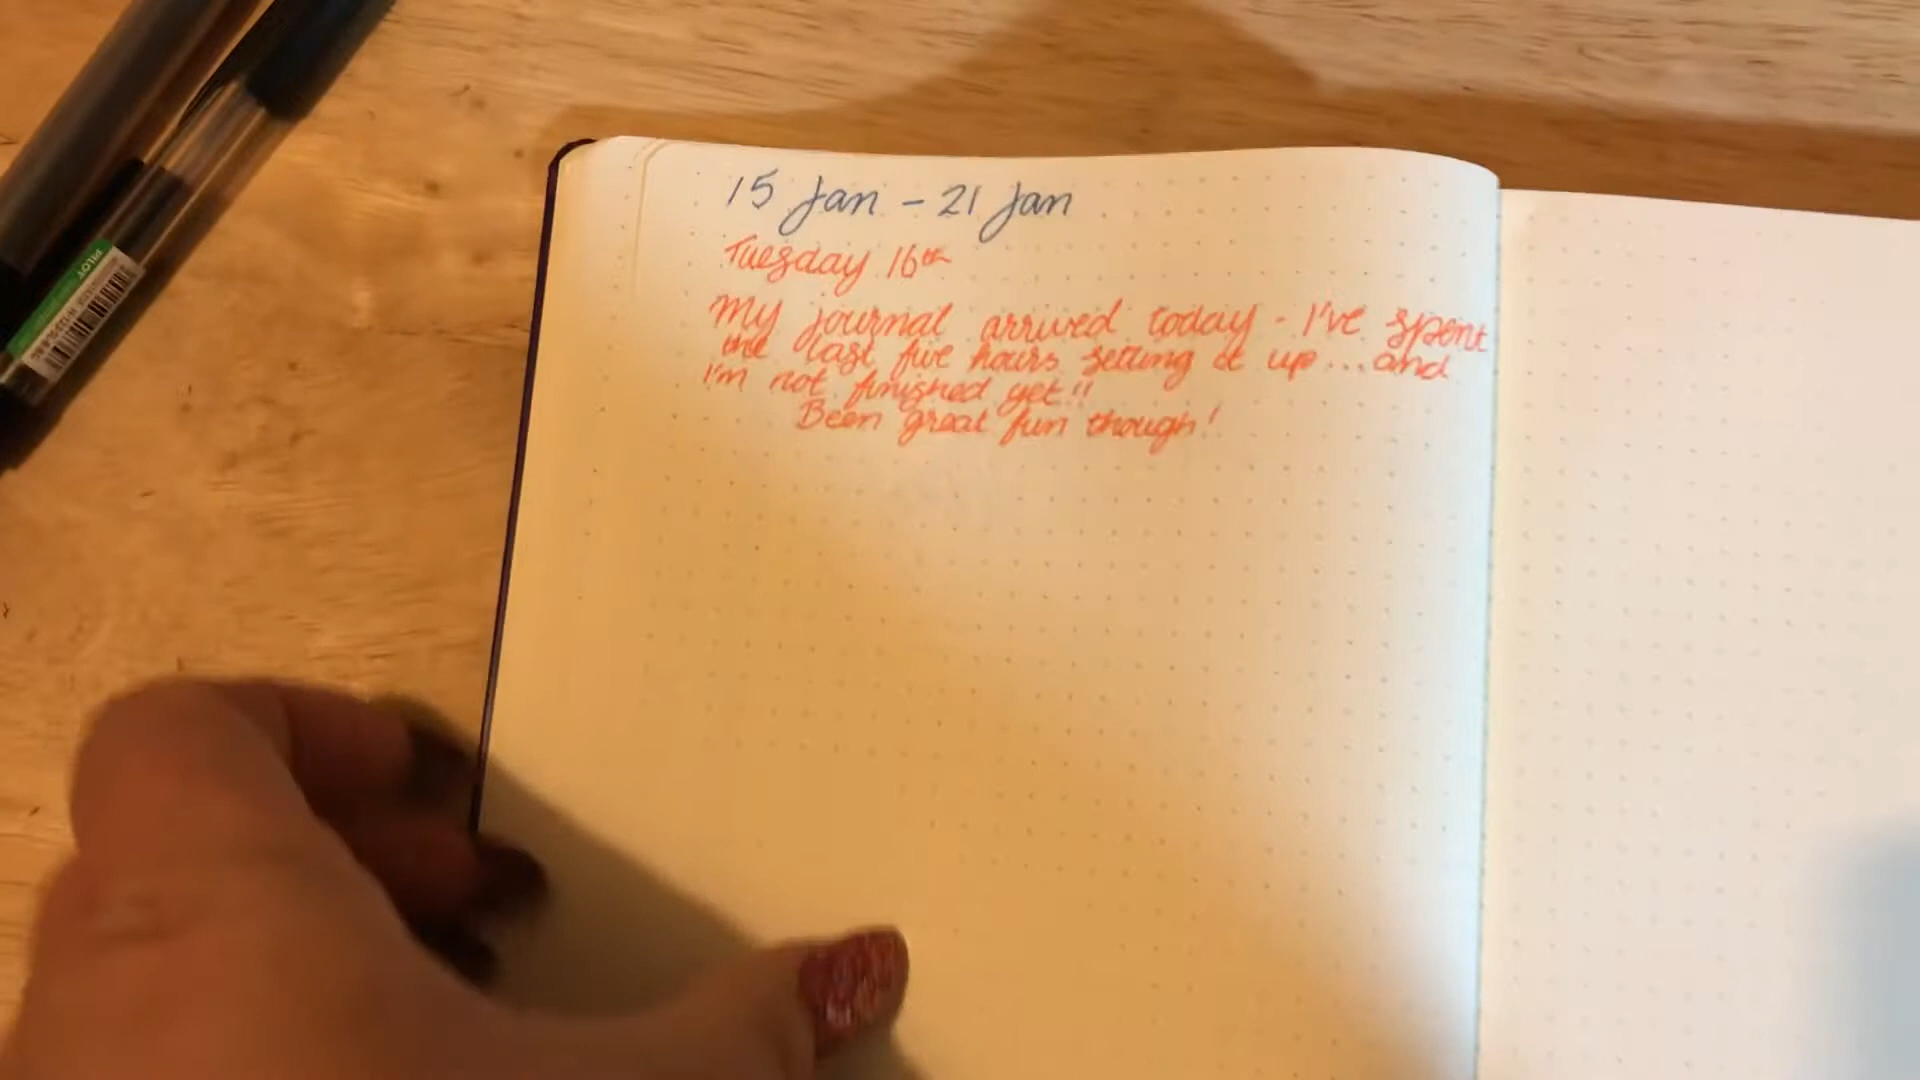 15 Jan - 21 Jan
Tuesday 16th
My journal arrived today - I've spent
the last five hours setting it up... and
I'm not finished yet!!
Been great fun though!
PILOT